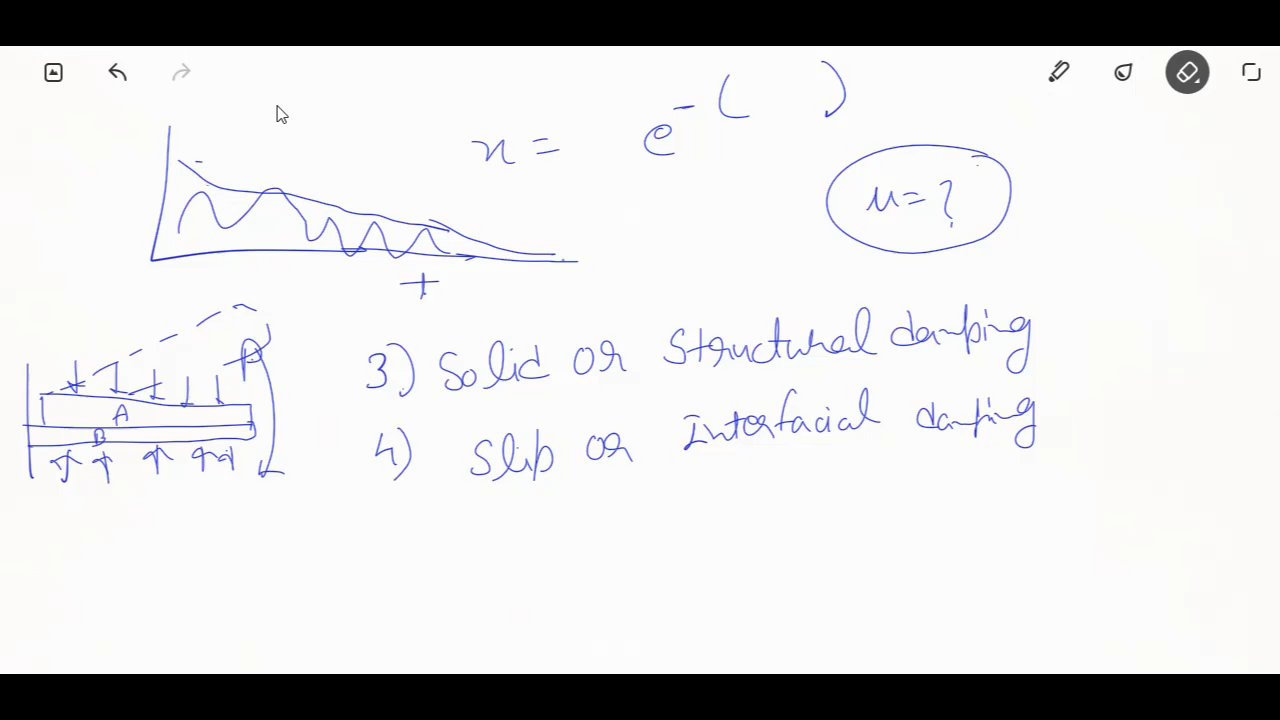 x = e^-( )
μ = ?
t
P
3) Solid or Structural damping
A
B
4) Slip or Interfacial damping